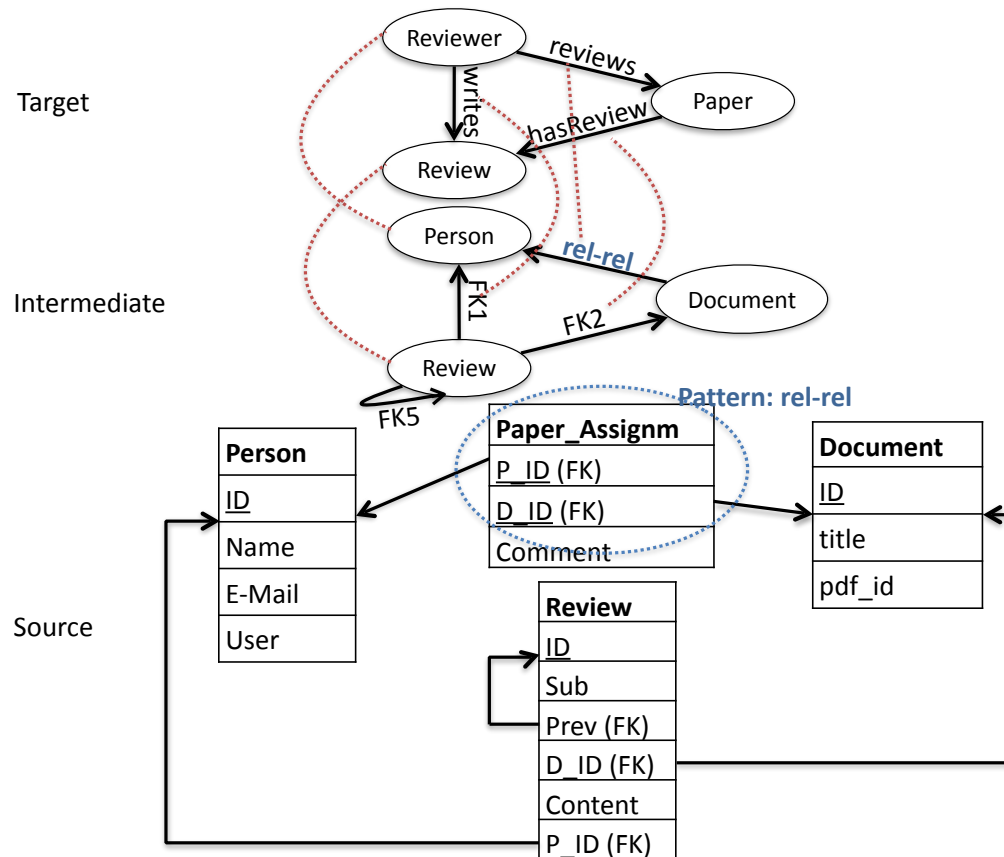 Reviewer
reviews
writes
Target
Paper
hasReview
Review
Person
rel-rel
Intermediate
FK1
Document
FK2
Review
FK5
Pattern: rel-rel
Paper_Assignm
P_ID (FK)
D_ID (FK)
Comment
Person
ID
Name
E-Mail
User
Document
ID
title
pdf_id
Source
Review
ID
Sub
Prev (FK)
D_ID (FK)
Content
P_ID (FK)